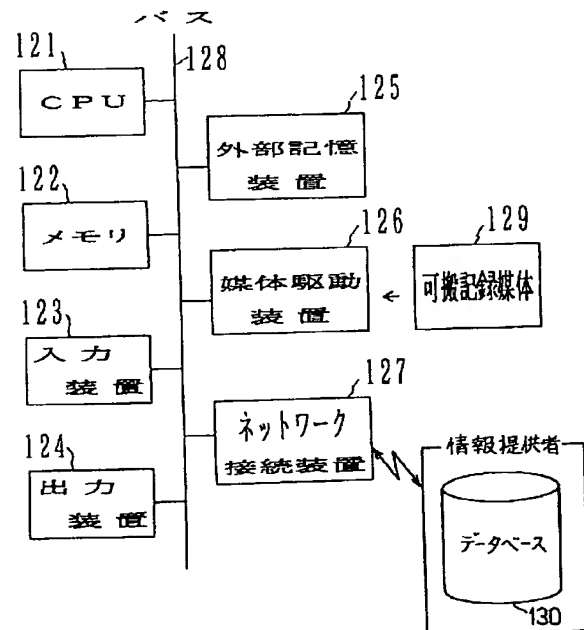 バス
128
121
CPU
122
メモリ
123
入力
装置
124
出力
装置
125
外部記憶
装置
126
媒体駆動
装置
129
可搬記録媒体
127
ネットワーク
接続装置
情報提供者
データベース
130